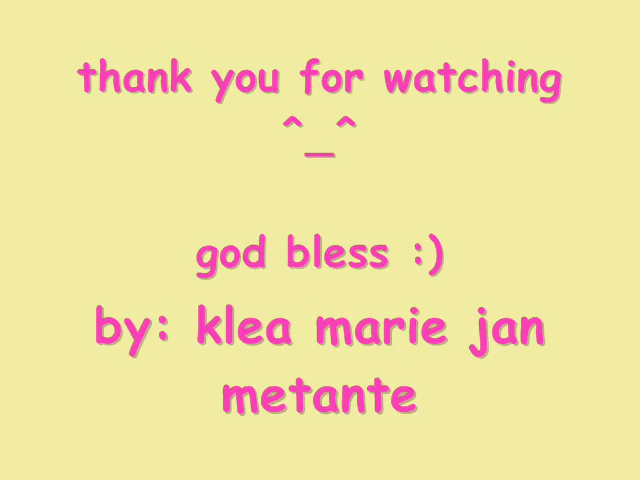 thank you for watching
^_^
god bless :)
by: klea marie jan
metante